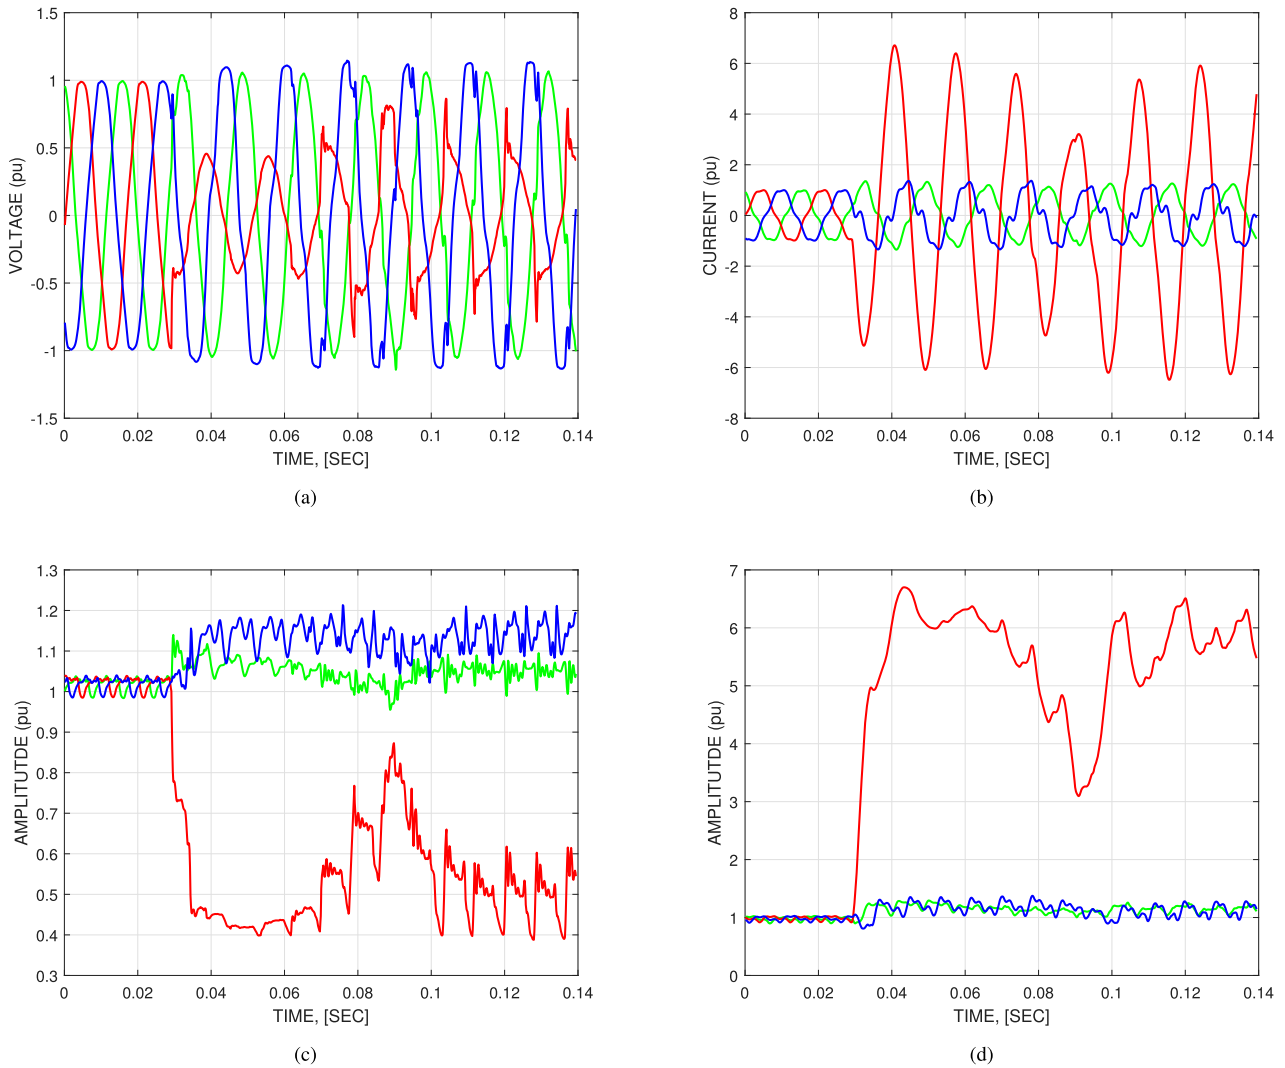 1.5
1
0.5
0
-0.5
-1
-1.5
VOLTAGE (pu)
0 0.02 0.04 0.06 0.08 0.1 0.12 0.14
TIME, [SEC]
(a)
8
6
4
2
0
-2
-4
-6
-8
CURRENT (pu)
0 0.02 0.04 0.06 0.08 0.1 0.12 0.14
TIME, [SEC]
(b)
1.3
1.2
1.1
1
0.9
0.8
0.7
0.6
0.5
0.4
0.3
AMPLITUTDE (pu)
0 0.02 0.04 0.06 0.08 0.1 0.12 0.14
TIME, [SEC]
(c)
7
6
5
4
3
2
1
0
AMPLITUTDE (pu)
0 0.02 0.04 0.06 0.08 0.1 0.12 0.14
TIME, [SEC]
(d)